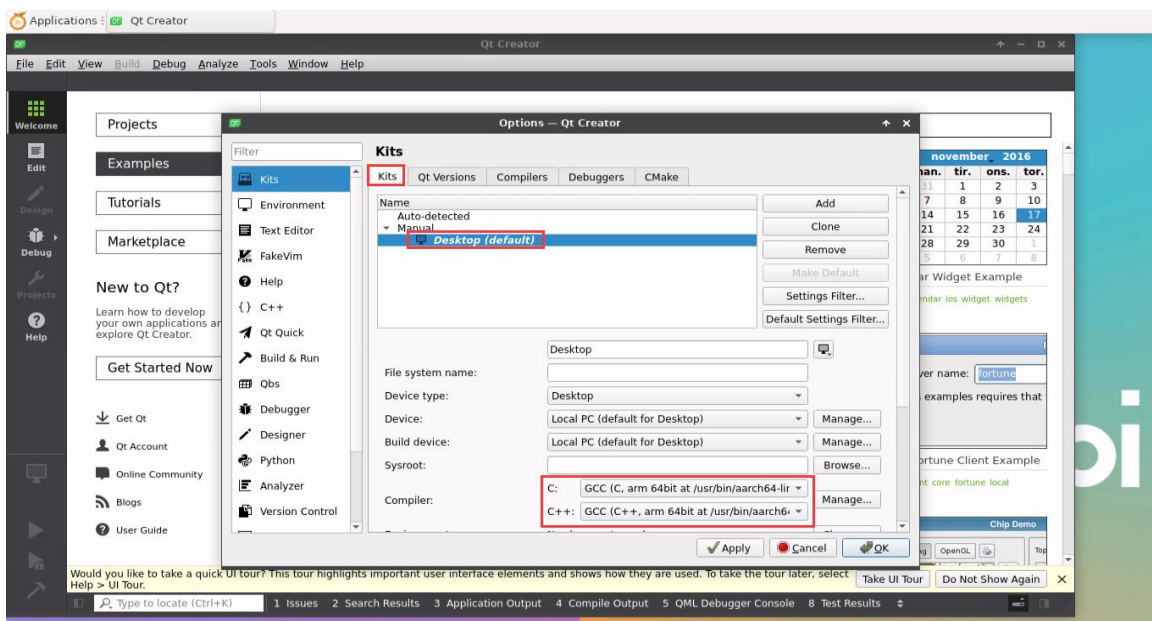 Applications
Qt Creator
Qt Creator
File Edit View Build Debug Analyze Tools Window Help
Welcome
Edit
Design
Debug
Projects
Help
Projects
Examples
Tutorials
Marketplace
New to Qt?
Learn how to develop
your own applications
explore Qt Creator.
Get Started Now
Get Qt
Qt Account
Online Community
Blogs
User Guide
Options — Qt Creator
Filter
Kits
Environment
Text Editor
FakeVim
Help
{} C++
Qt Quick
Build & Run
Qbs
Debugger
Designer
Python
Analyzer
Version Control
Kits
Kits Qt Versions Compilers Debuggers CMake
Name
Auto-detected
Manual
Desktop (default)
Add
Clone
Remove
Make Default
Settings Filter...
Default Settings Filter...
Desktop
File system name:
Device type: Desktop
Device: Local PC (default for Desktop) Manage...
Build device: Local PC (default for Desktop) Manage...
Sysroot: Browse...
Compiler:
C: GCC (C, arm 64bit at /usr/bin/aarch64-lir
C++: GCC (C++, arm 64bit at /usr/bin/aarch6
Manage...
Apply Cancel OK
november 2016
tir. ons. tor.
31 1 2 3
7 8 9 10
14 15 16 17
21 22 23 24
28 29 30 1
5 6 7 8
Widget Example
ios widget widgets
name: fortune
examples requires that
Client Example
core fortune local
Chip Demo
OpenGL
Would you like to take a quick UI tour? This tour highlights important user interface elements and shows how they are used. To take the tour later, select
Help > UI Tour.
Take UI Tour Do Not Show Again
Type to locate (Ctrl+K) 1 Issues 2 Search Results 3 Application Output 4 Compile Output 5 QML Debugger Console 8 Test Results
pi